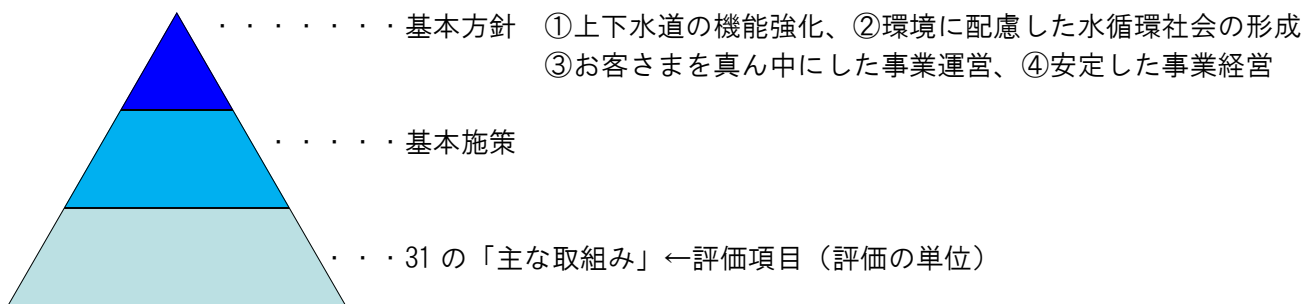 ・・・・・・・基本方針　①上下水道の機能強化、②環境に配慮した水循環社会の形成
③お客さまを真ん中にした事業運営、④安定した事業経営
・・・・・基本施策
・・・31 の「主な取組み」←評価項目（評価の単位）